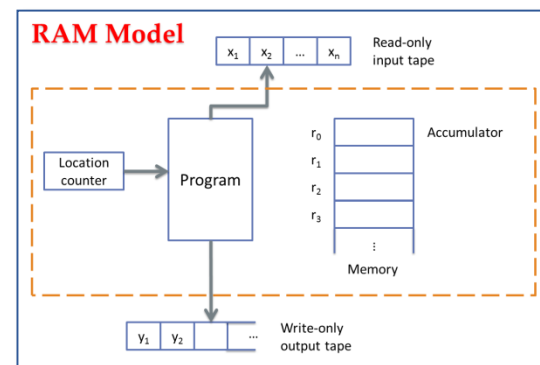 RAM Model
x1 x2 ... xn
Read-only
input tape
Location
counter
Program
r0
r1
r2
r3
Accumulator
⋮
Memory
y1 y2 ...
Write-only
output tape